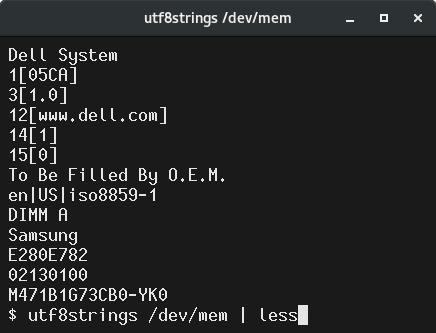 utf8strings /dev/mem
Dell System
1[05CA]
3[1.0]
12[www.dell.com]
14[1]
15[0]
To Be Filled By O.E.M.
en|US|iso8859-1
DIMM A
Samsung
E280E782
02130100
M471B1G73CB0-YK0
$ utf8strings /dev/mem | less